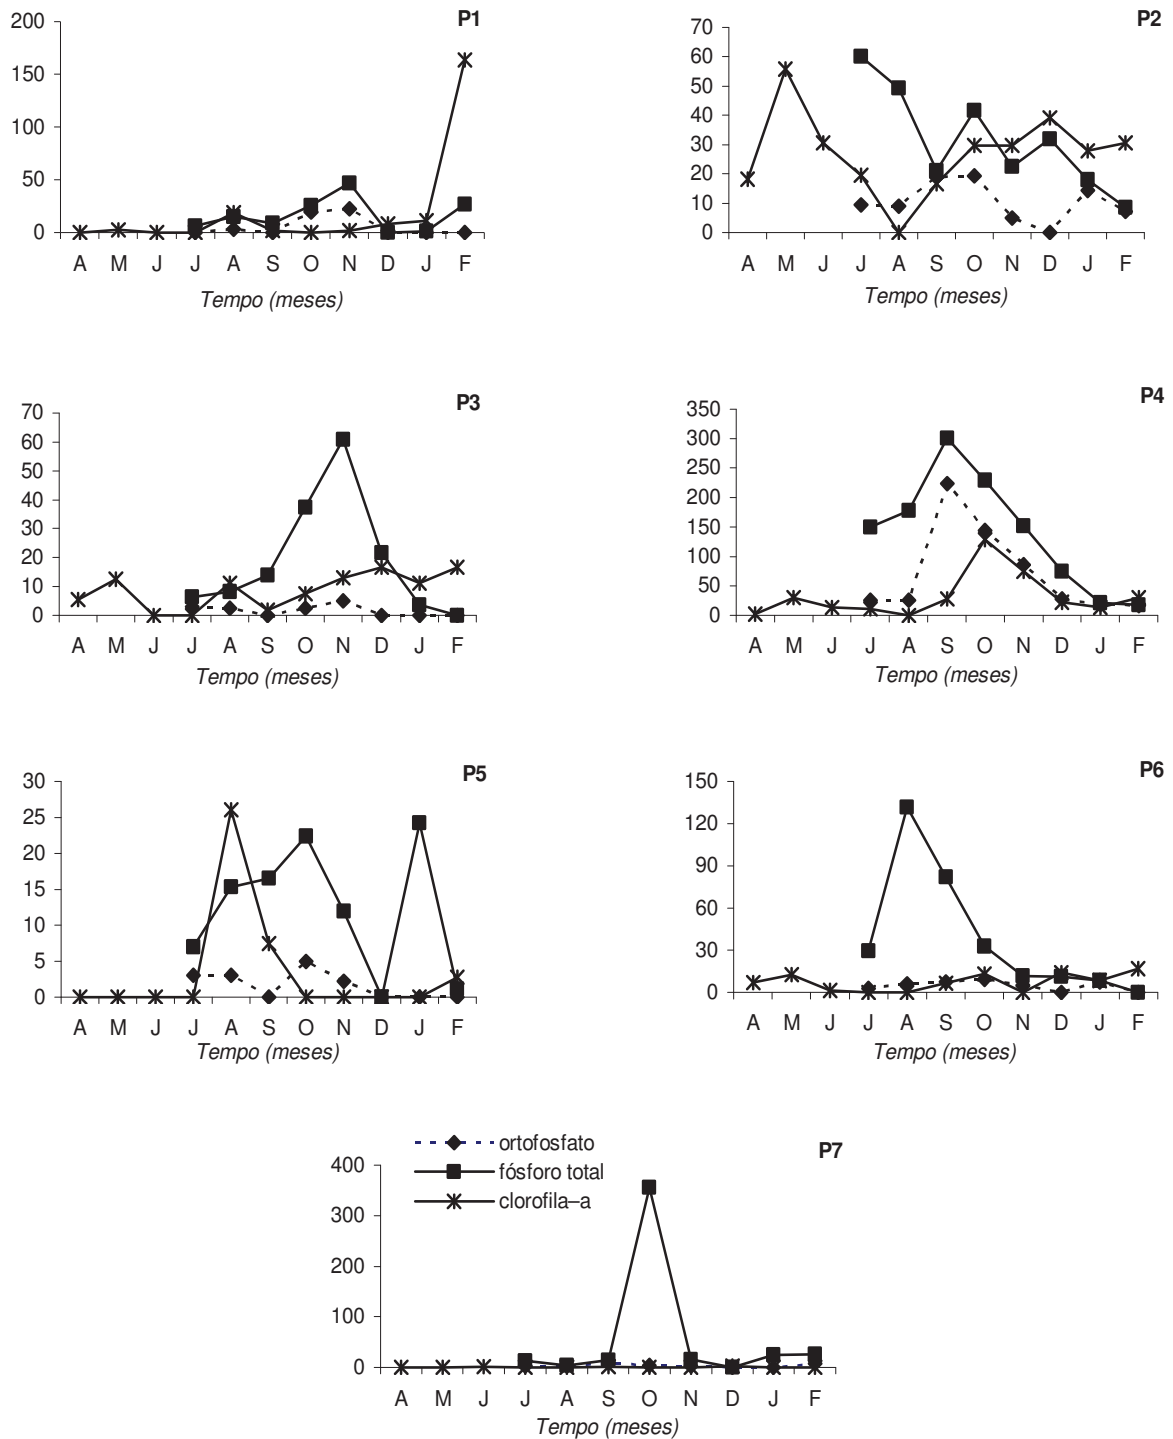 P1
200
150
100
50
0
A M J J A S O N D J F
Tempo (meses)
P2
70
60
50
40
30
20
10
0
A M J J A S O N D J F
Tempo (meses)
P3
70
60
50
40
30
20
10
0
A M J J A S O N D J F
Tempo (meses)
P4
350
300
250
200
150
100
50
0
A M J J A S O N D J F
Tempo (meses)
P5
30
25
20
15
10
5
0
A M J J A S O N D J F
Tempo (meses)
P6
150
120
90
60
30
0
A M J J A S O N D J F
Tempo (meses)
P7
ortofosfato
fósforo total
clorofila–a
400
300
200
100
0
A M J J A S O N D J F
Tempo (meses)